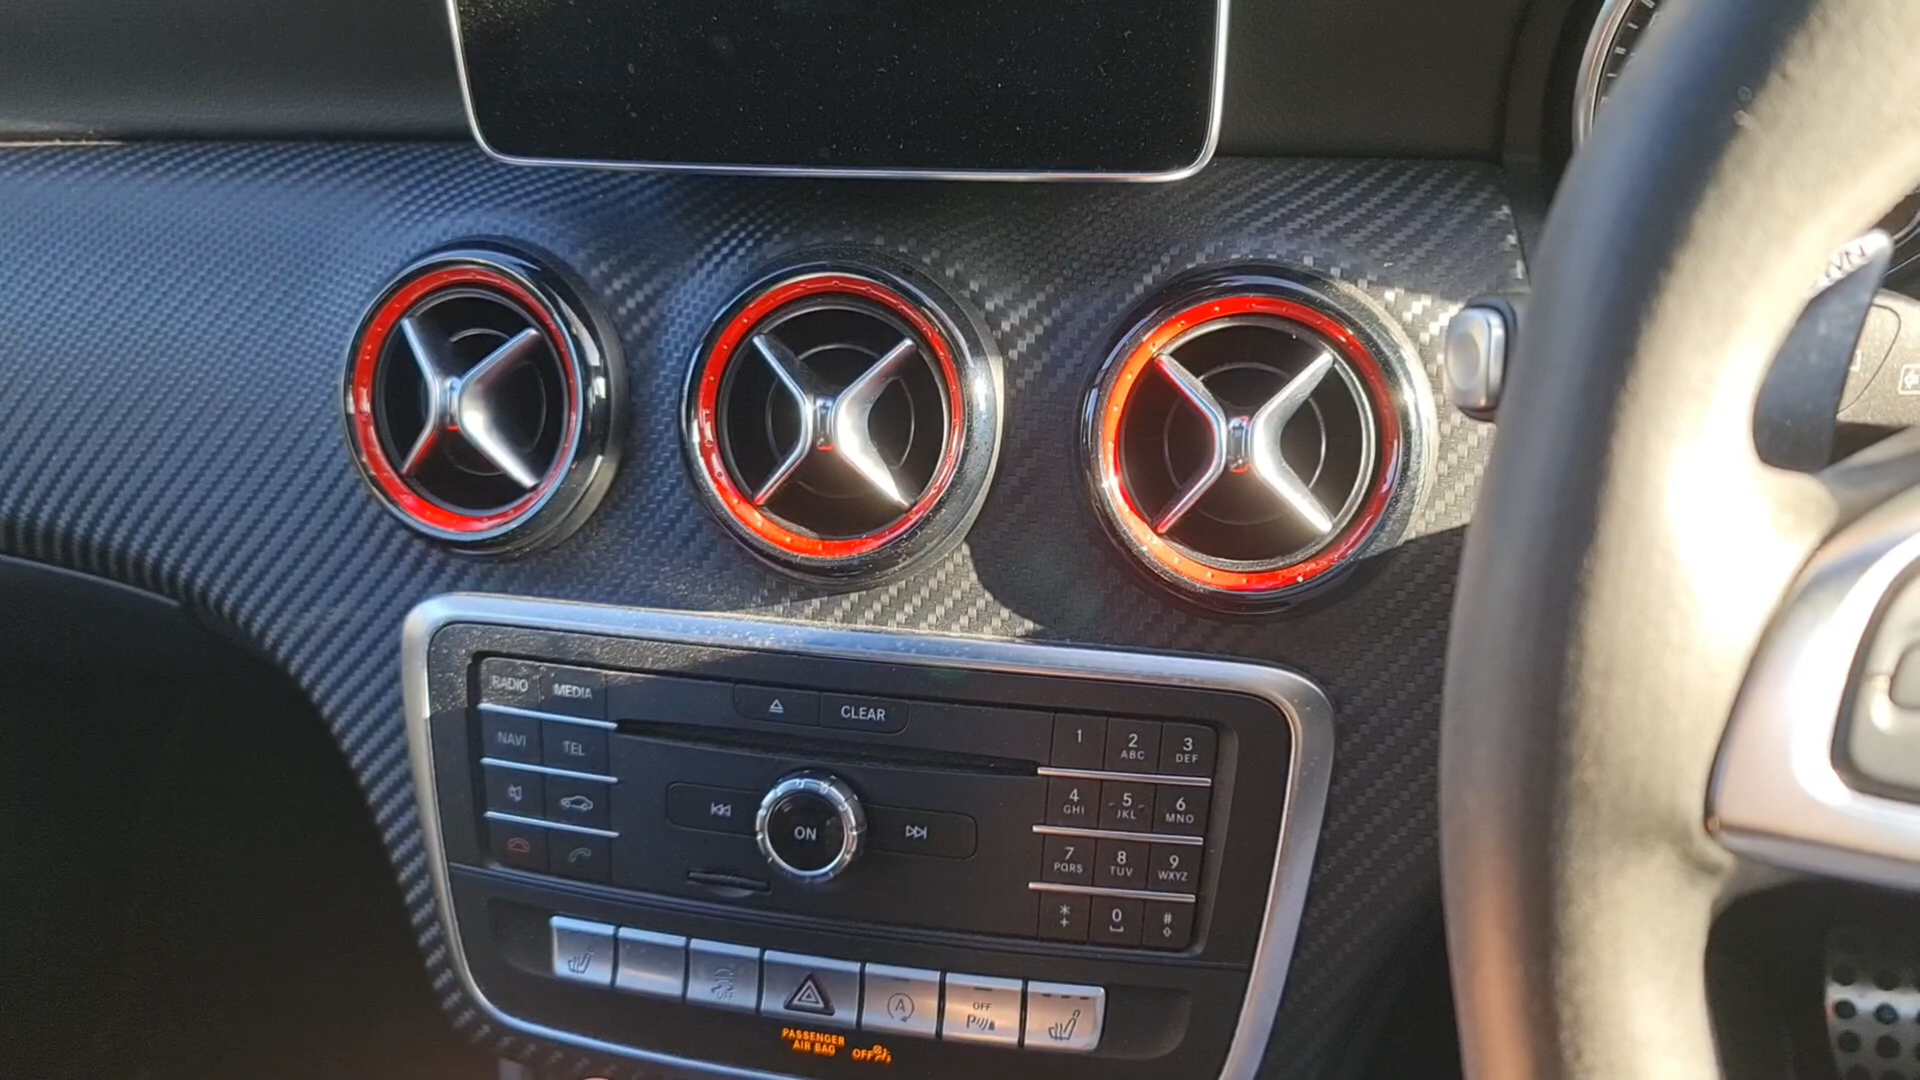 RADIO MEDIA
CLEAR
NAVI TEL
1 2 ABC 3 DEF
4 GHI 5 JKL 6 MNO
ON
7 PQRS 8 TUV 9 WXYZ
* + 0 #
OFF
A
OFF
P
PASSENGER
AIR BAG OFF